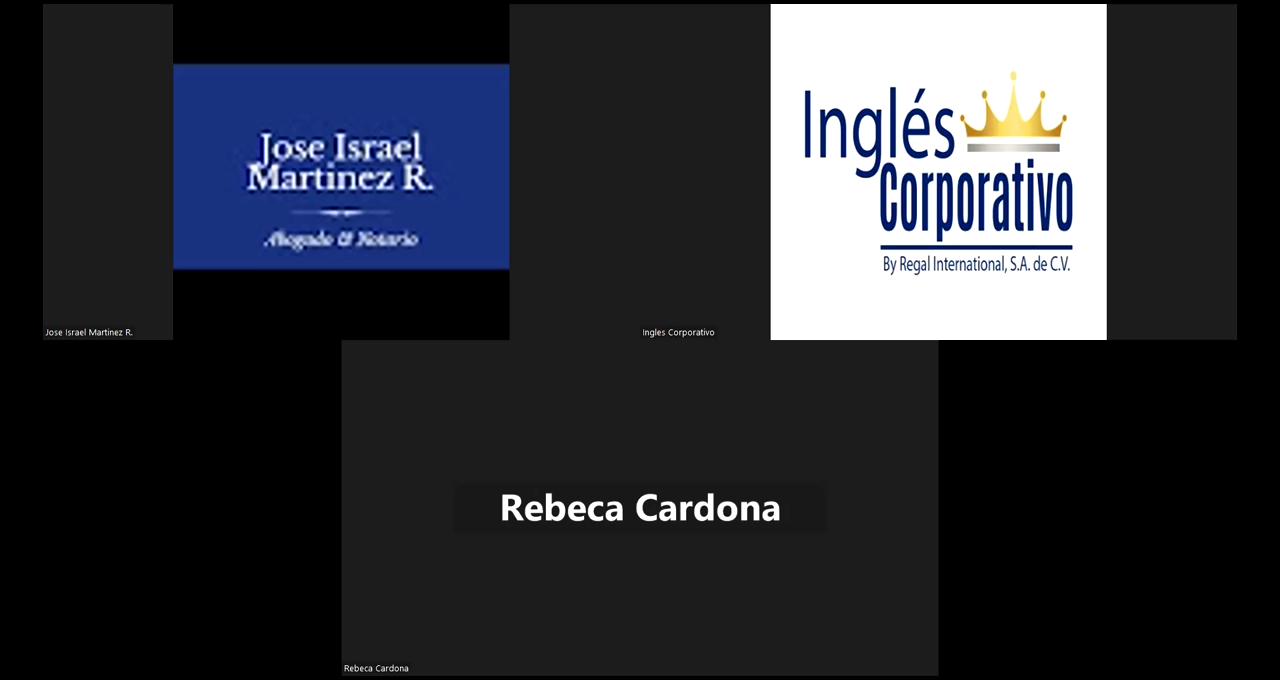 Jose Israel
Martinez R.
Abogado & Notario
Jose Israel Martinez R.
Inglés
Corporativo
By Regal International, S.A. de C.V.
Ingles Corporativo
Rebeca Cardona
Rebeca Cardona